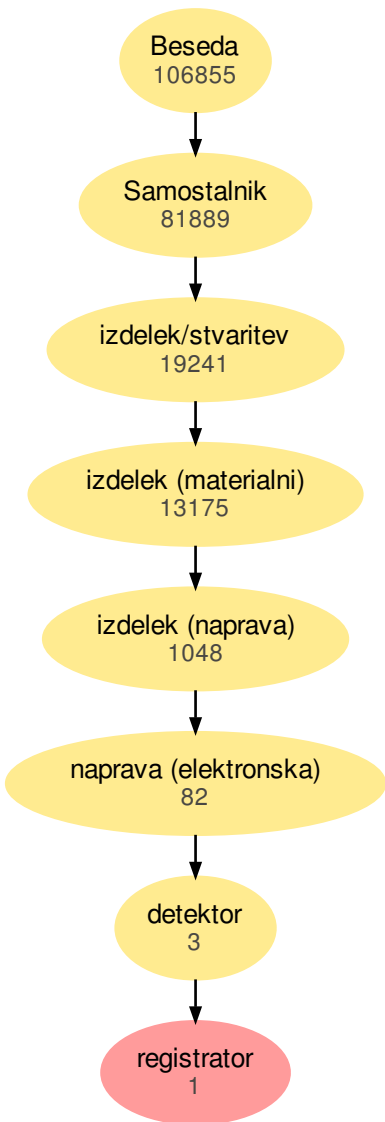 Beseda
106855
Samostalnik
81889
izdelek/stvaritev
19241
izdelek (materialni)
13175
izdelek (naprava)
1048
naprava (elektronska)
82
detektor
3
registrator
1